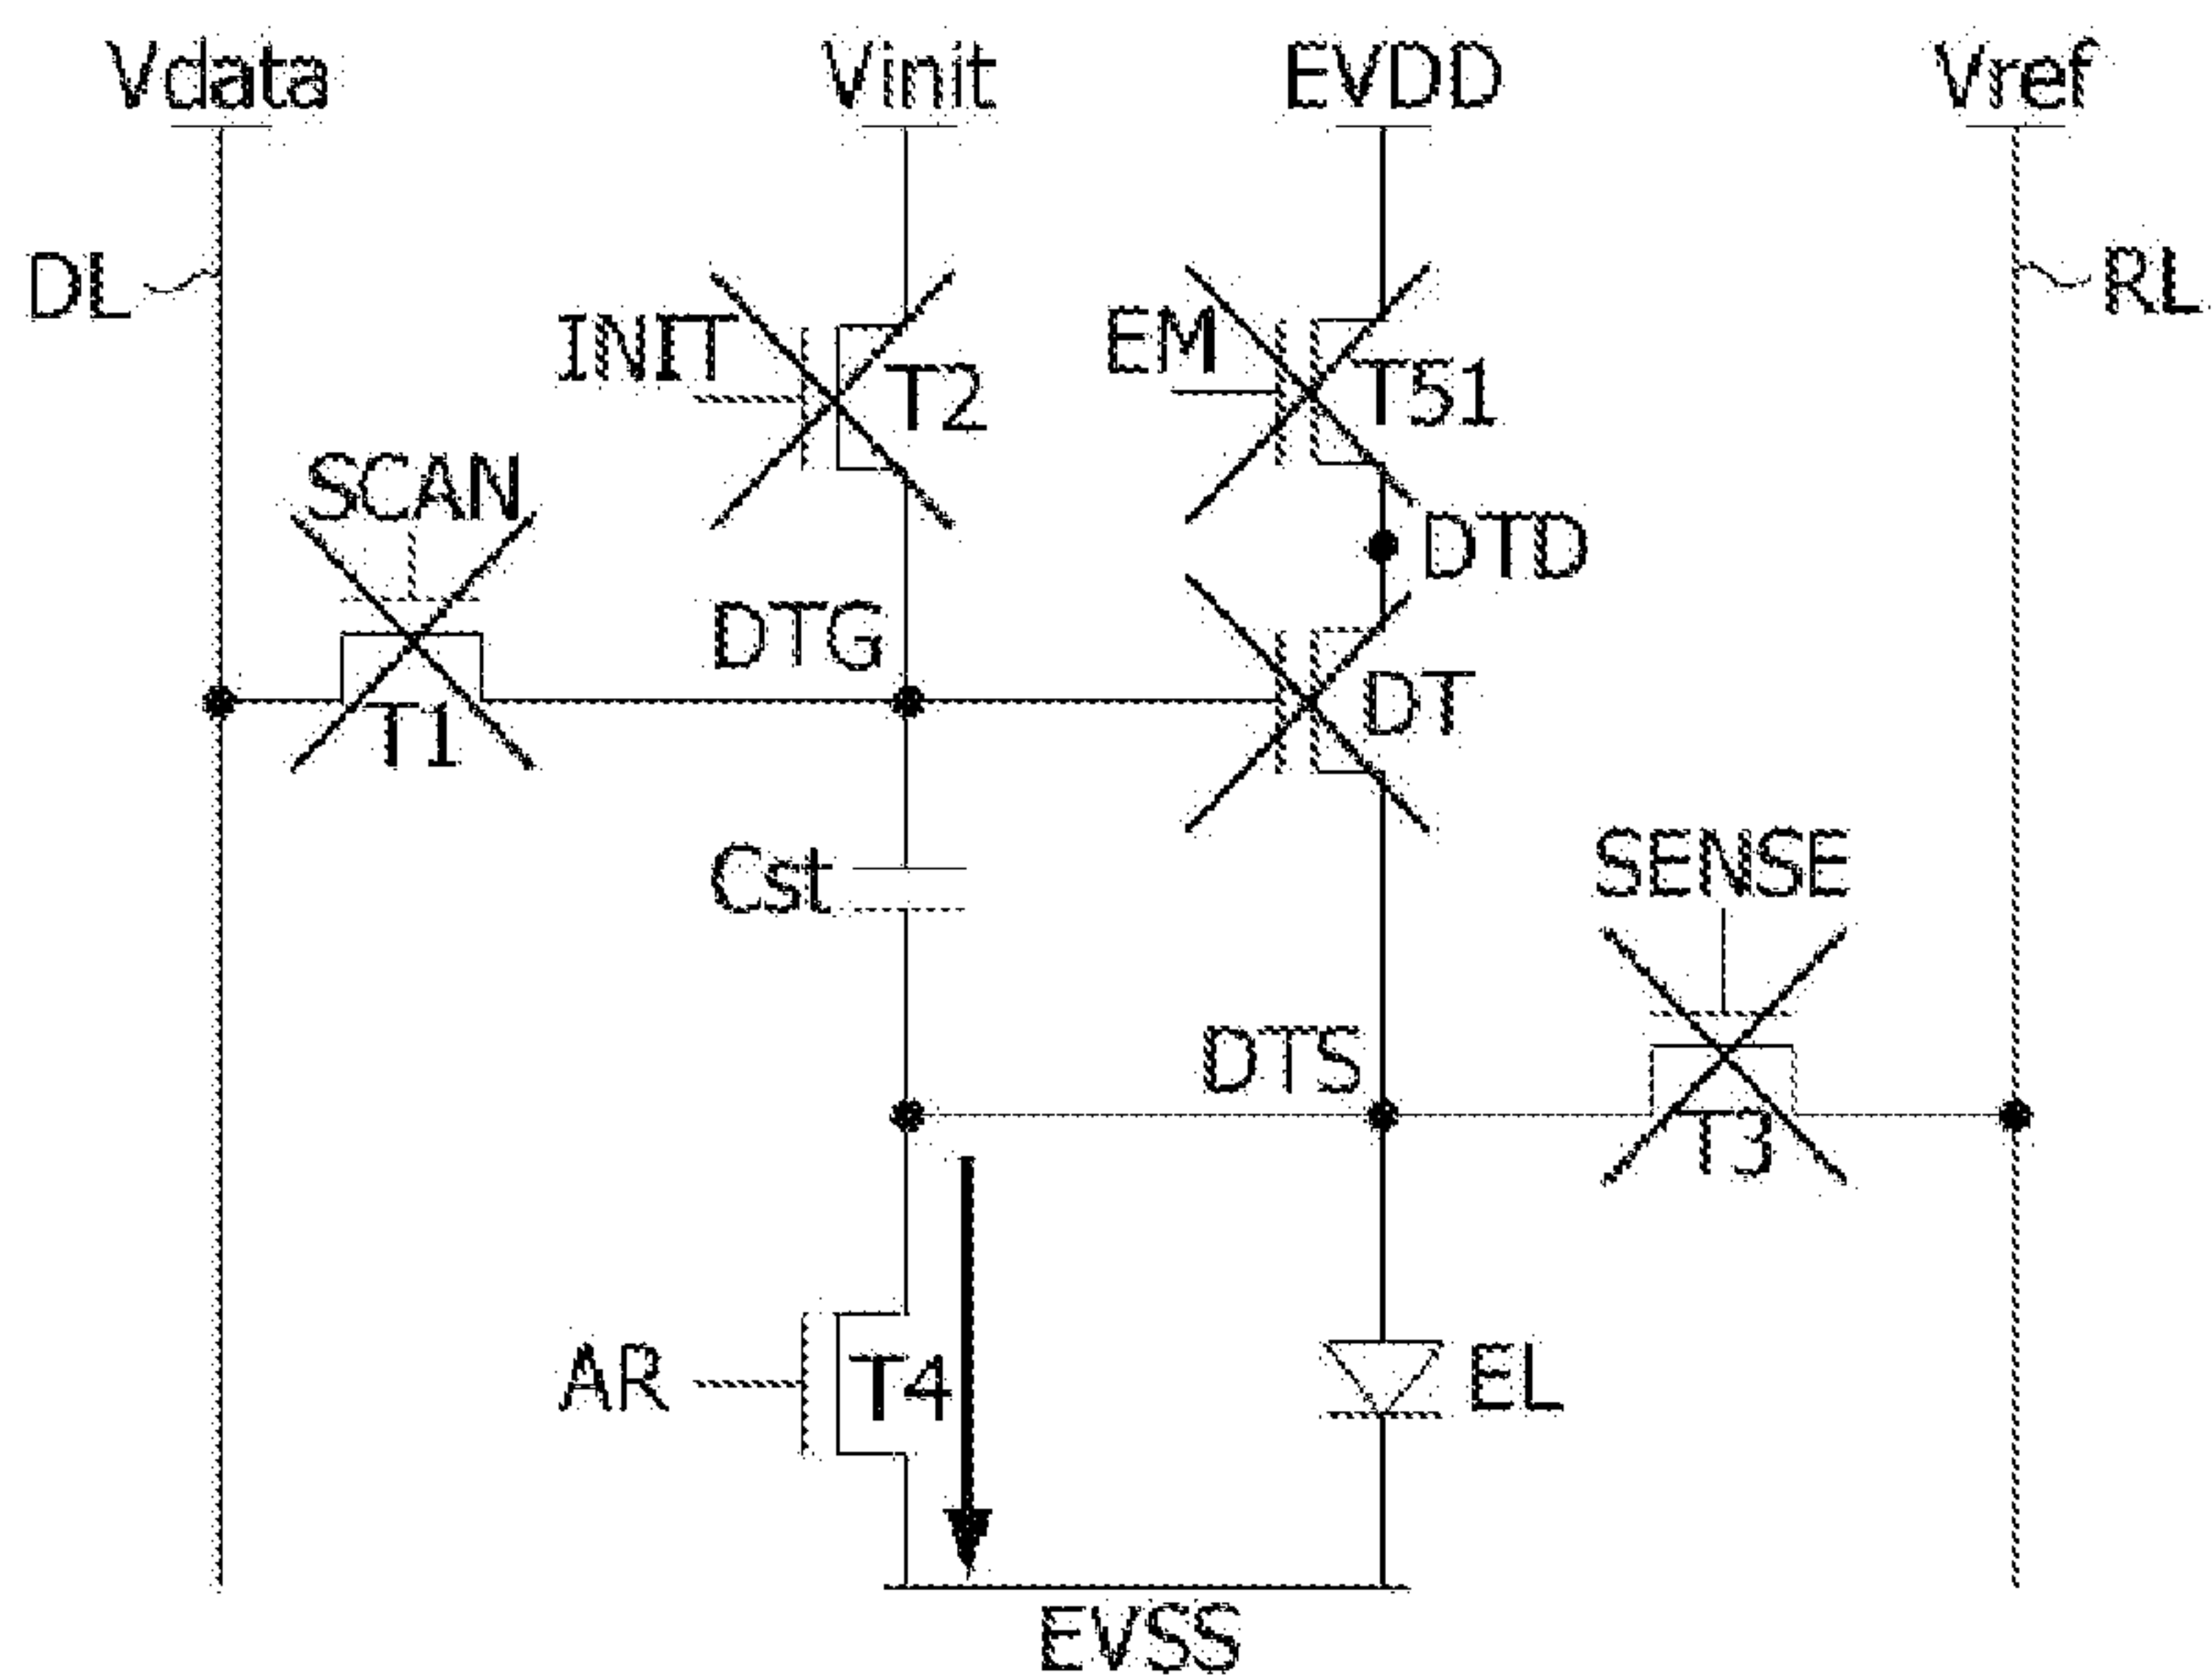 Vdata
Vinit
EVDD
Vref
DL
RL
INIT
T2
EM
T51
SCAN
DTD
DTG
T1
DT
Cst
SENSE
DTS
T3
AR
T4
EL
EVSS